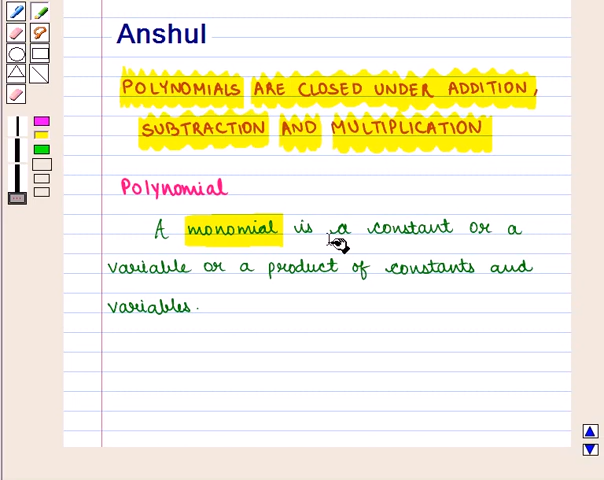 Anshul
POLYNOMIALS ARE CLOSED UNDER ADDITION,
SUBTRACTION AND MULTIPLICATION
Polynomial
A monomial is a constant or a
variable or a product of constants and
variables.